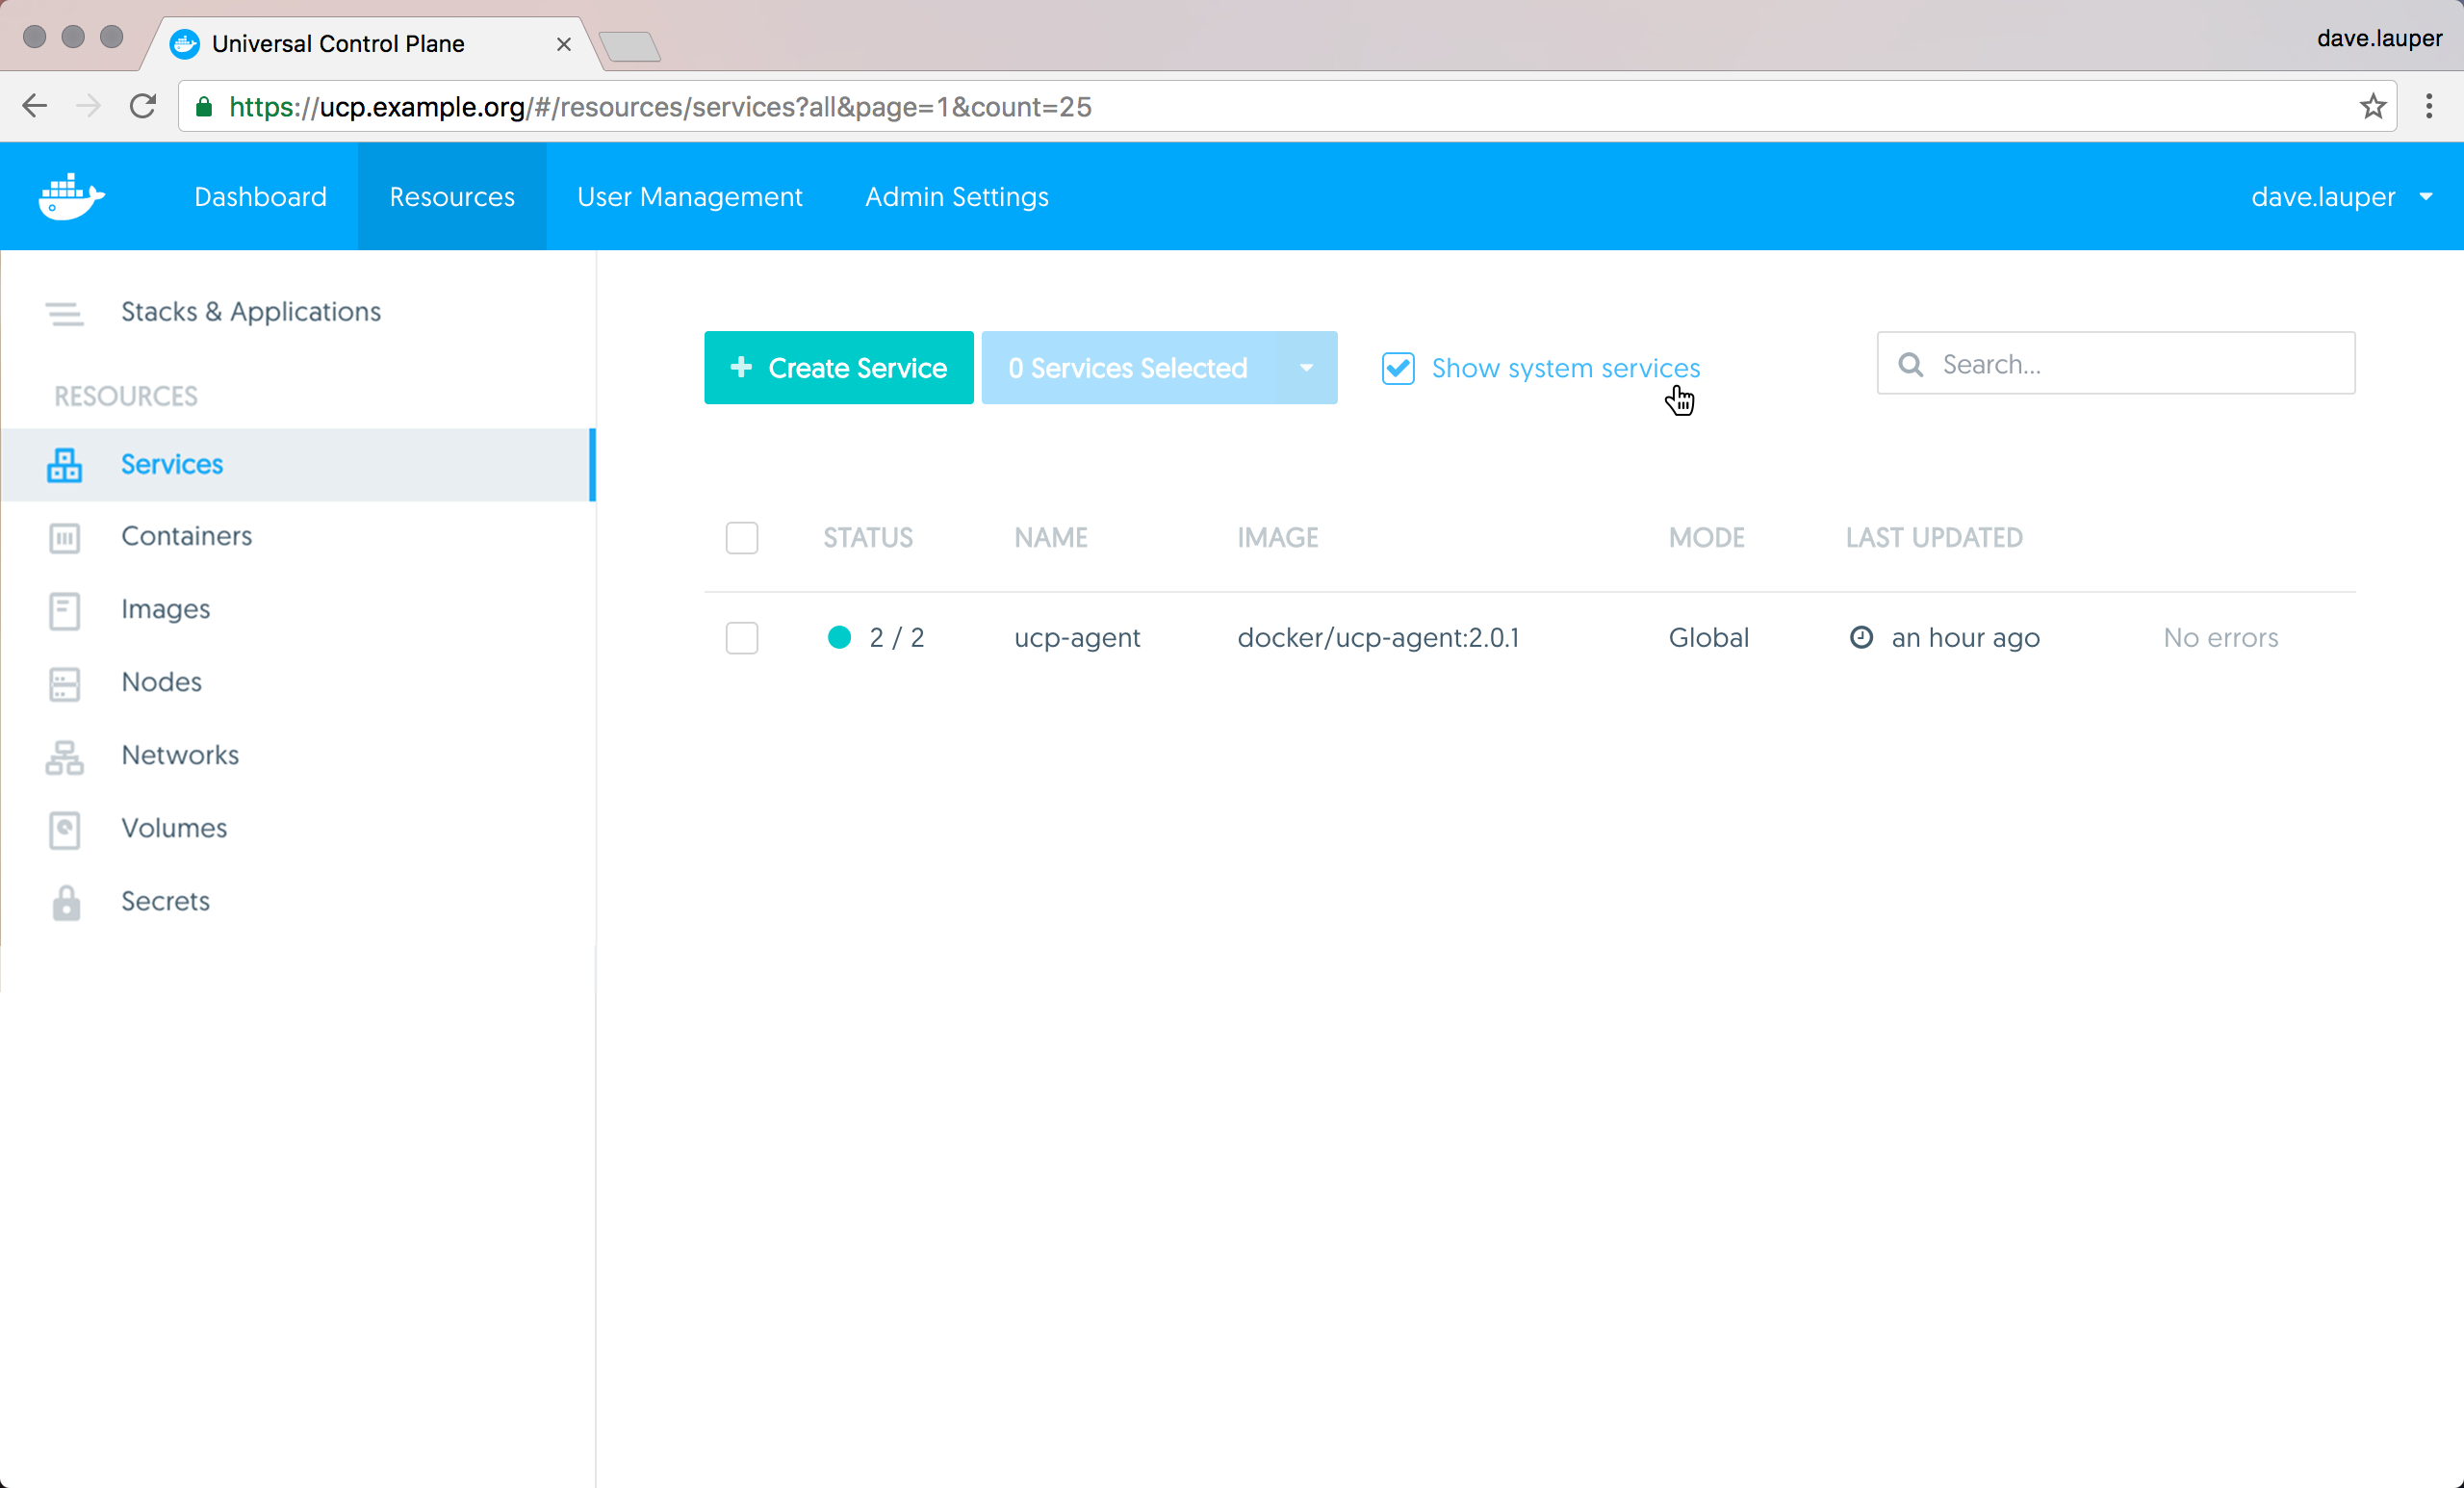 Universal Control Plane
dave.lauper
https://ucp.example.org/#/resources/services?all&page=1&count=25
Dashboard Resources User Management Admin Settings dave.lauper
Stacks & Applications
RESOURCES
Services
Containers
Images
Nodes
Networks
Volumes
Secrets
+ Create Service 0 Services Selected Show system services Search...
STATUS NAME IMAGE MODE LAST UPDATED
2 / 2 ucp-agent docker/ucp-agent:2.0.1 Global an hour ago No errors